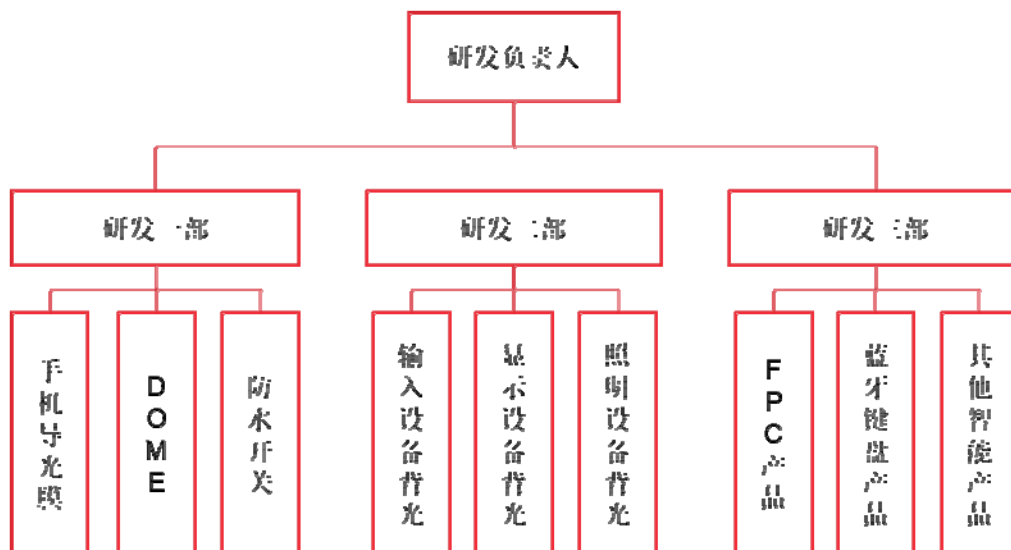 研发负责人
研发一部
研发二部
研发三部
手机导光膜
DOME
防水开关
输入设备背光
显示设备背光
照明设备背光
FPC产品
蓝牙键盘产品
其他智能产品